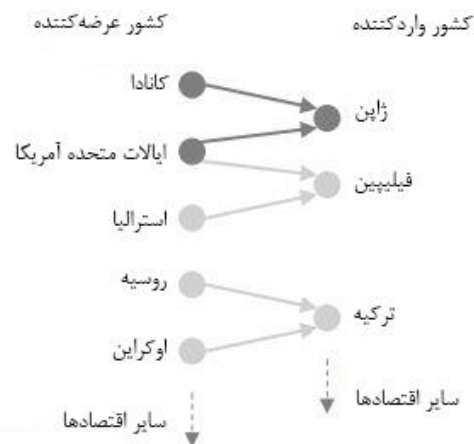 کشور واردکننده
کشور عرضه‌کننده
کانادا
ژاپن
ایالات متحده آمریکا
فیلیپین
استرالیا
روسیه
ترکیه
اوکراین
سایر اقتصادها
سایر اقتصادها